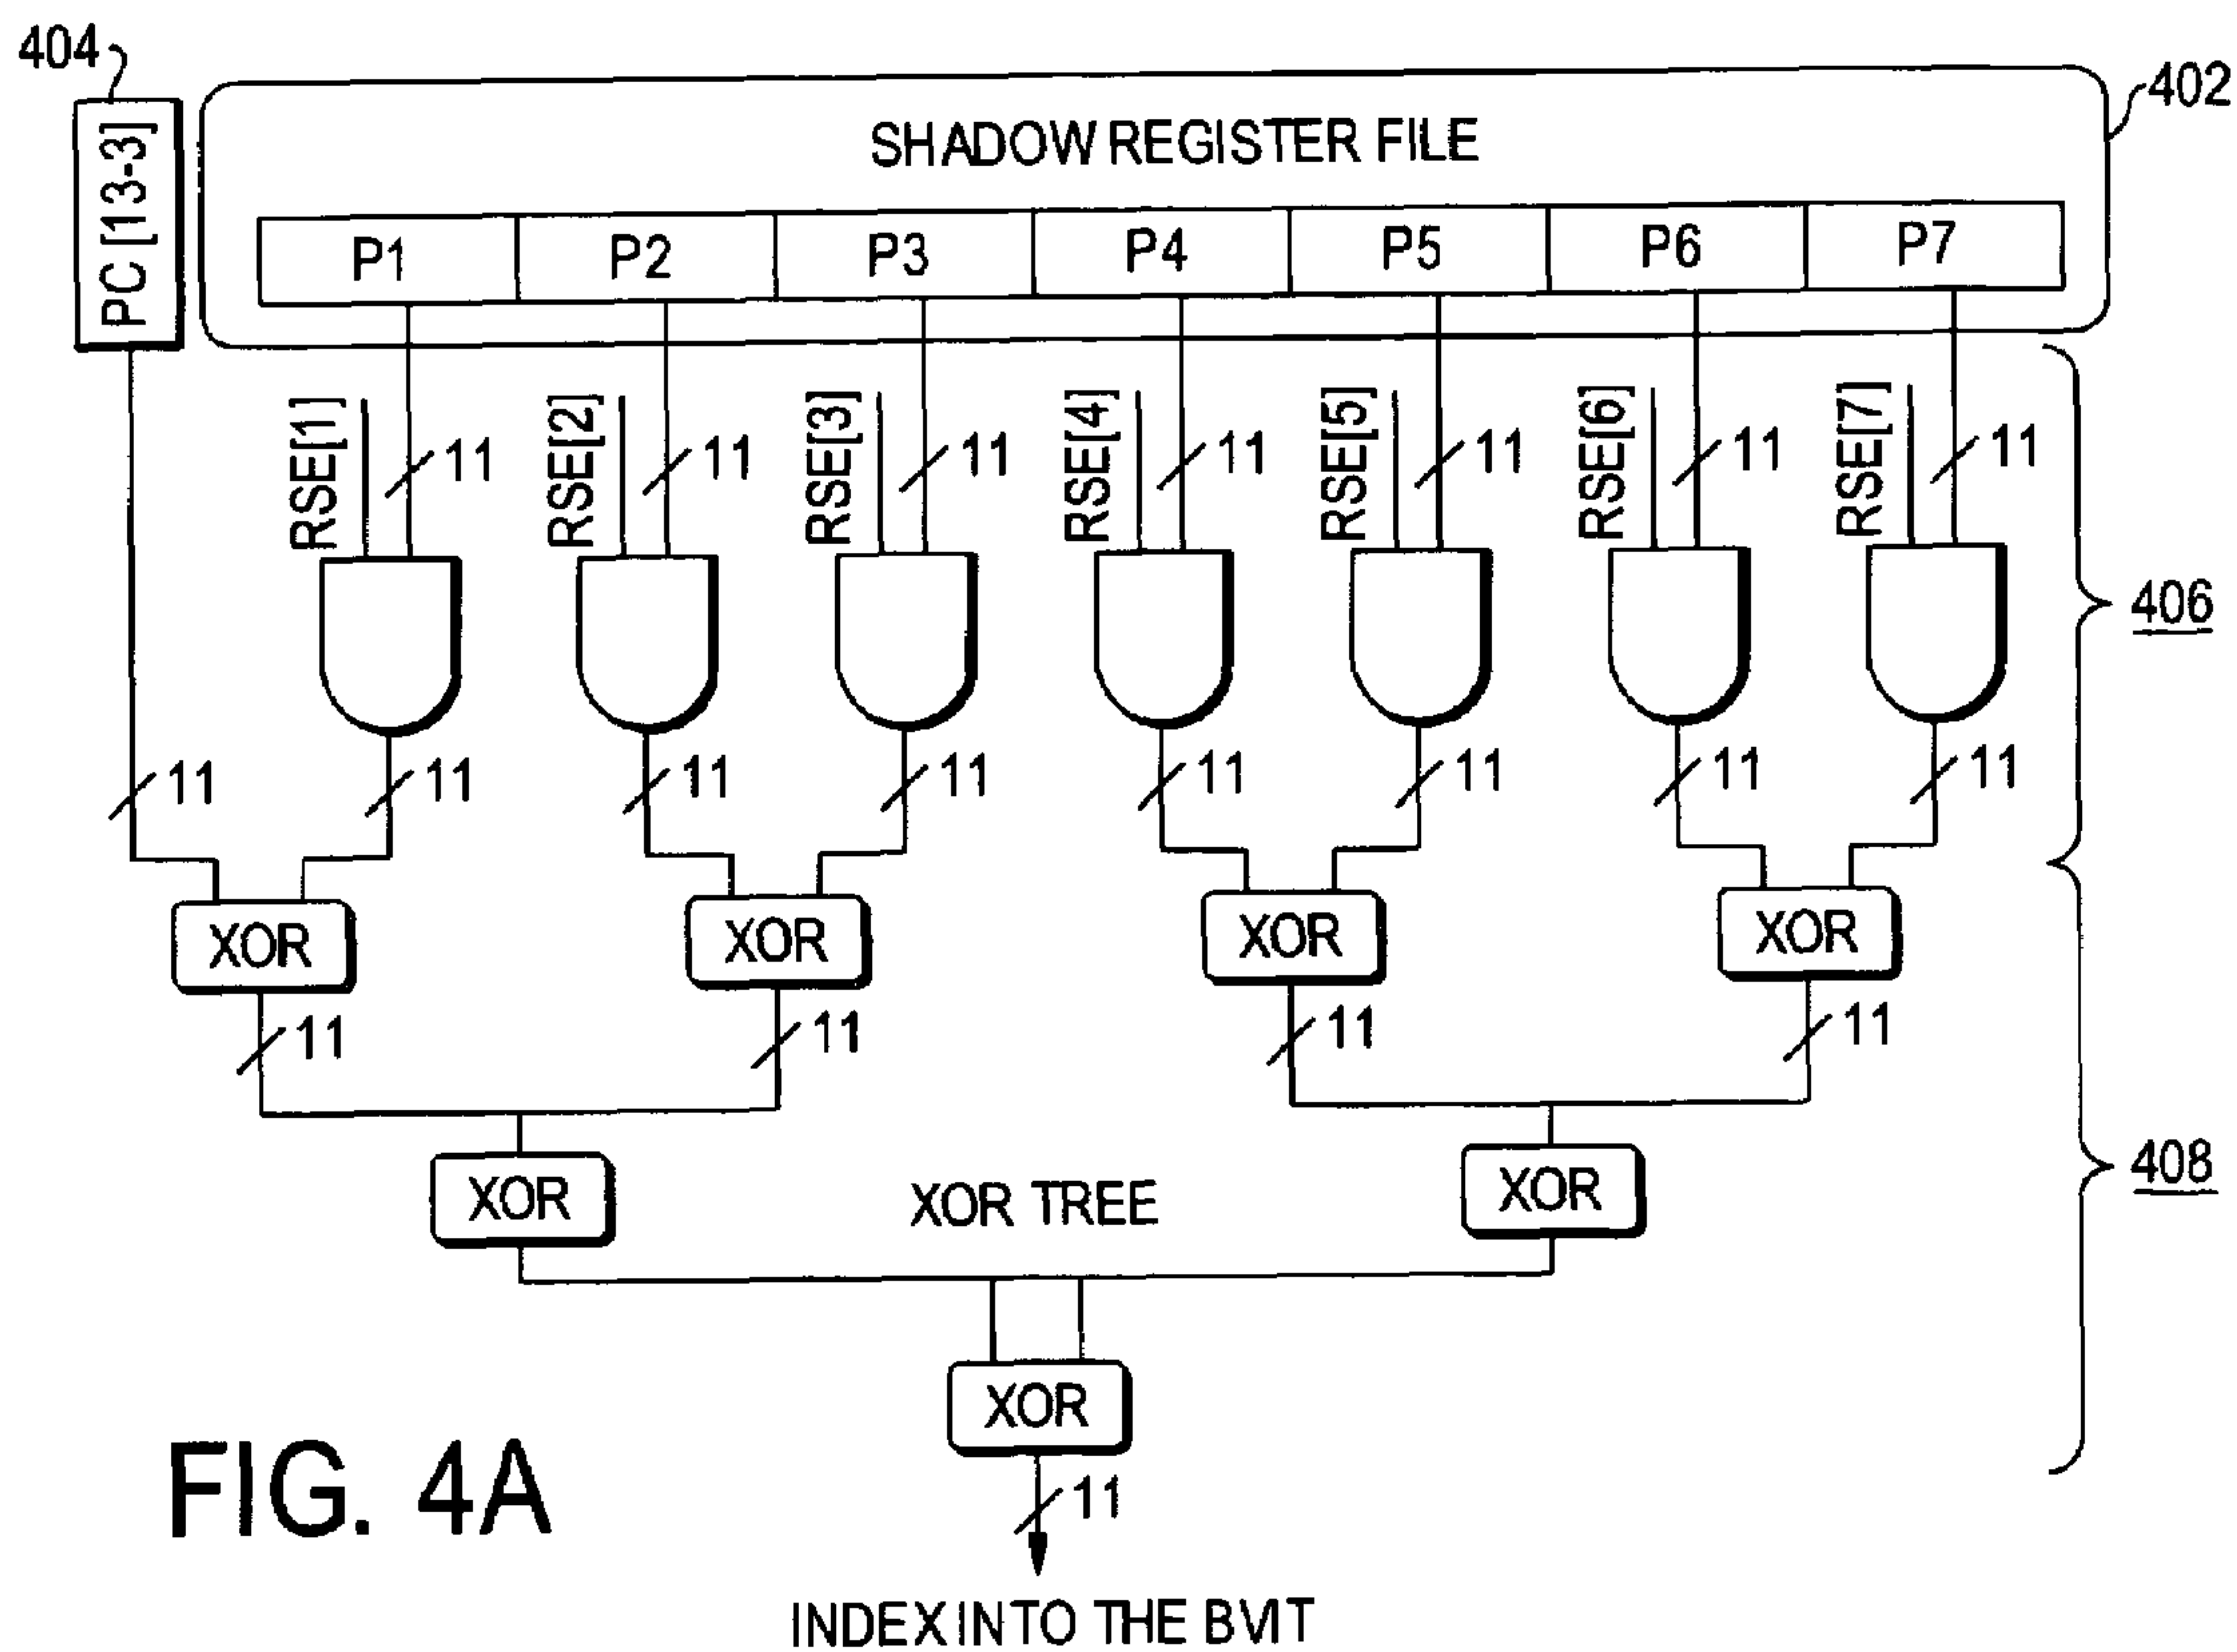 404
402
PC [13-3]
SHADOW REGISTER FILE
P1 P2 P3 P4 P5 P6 P7
RSE[1] RSE[2] RSE[3] RSE[4] RSE[5] RSE[6] RSE[7]
11 11 11 11 11 11 11
406
11 11 11 11 11 11 11 11
XOR XOR XOR XOR
11 11 11 11
408
XOR XOR TREE XOR
XOR
11
FIG. 4A
INDEX INTO THE BVIT